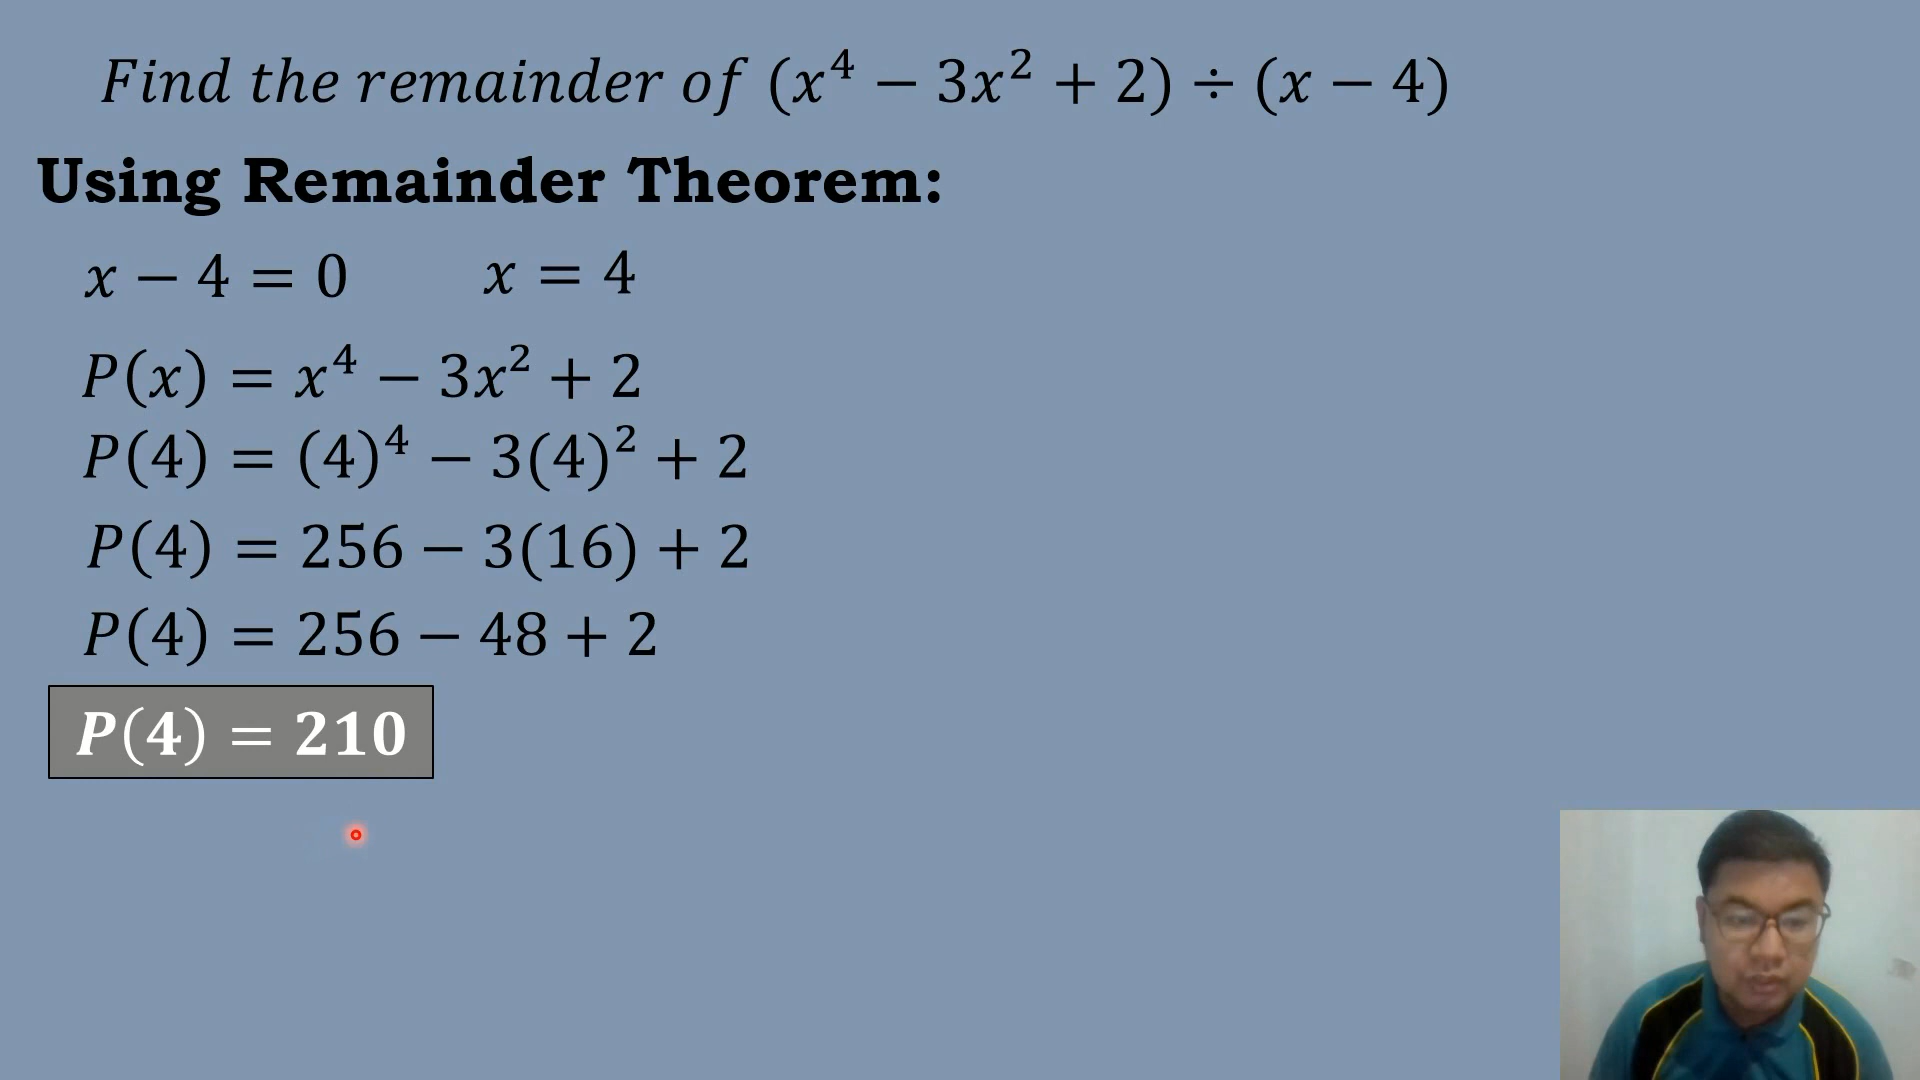 Find the remainder of (x⁴ − 3x² + 2) ÷ (x − 4)
Using Remainder Theorem:
x − 4 = 0 x = 4
P(x) = x⁴ − 3x² + 2
P(4) = (4)⁴ − 3(4)² + 2
P(4) = 256 − 3(16) + 2
P(4) = 256 − 48 + 2
P(4) = 210